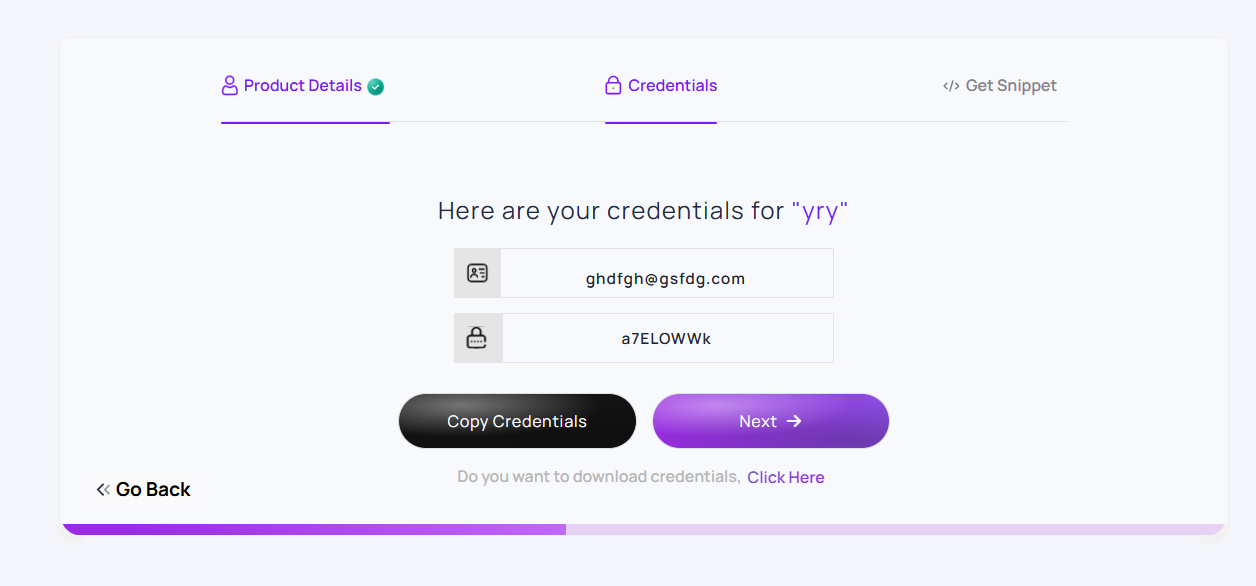 Product Details
Credentials
</> Get Snippet
Here are your credentials for "yry"
ghdfgh@gsfdg.com
a7ELOWWk
Copy Credentials
Next →
Do you want to download credentials, Click Here
Go Back